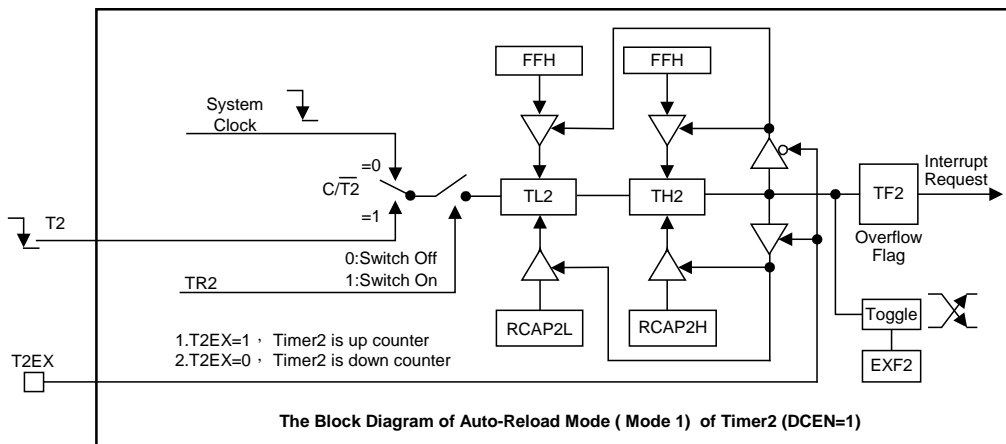 FFH
FFH
System
Clock
=0
C/T2
=1
T2
TL2
TH2
TF2
Interrupt
Request
Overflow
Flag
0:Switch Off
1:Switch On
TR2
RCAP2L
RCAP2H
Toggle
EXF2
1.T2EX=1， Timer2 is up counter
2.T2EX=0， Timer2 is down counter
T2EX
The Block Diagram of Auto-Reload Mode ( Mode 1) of Timer2 (DCEN=1)